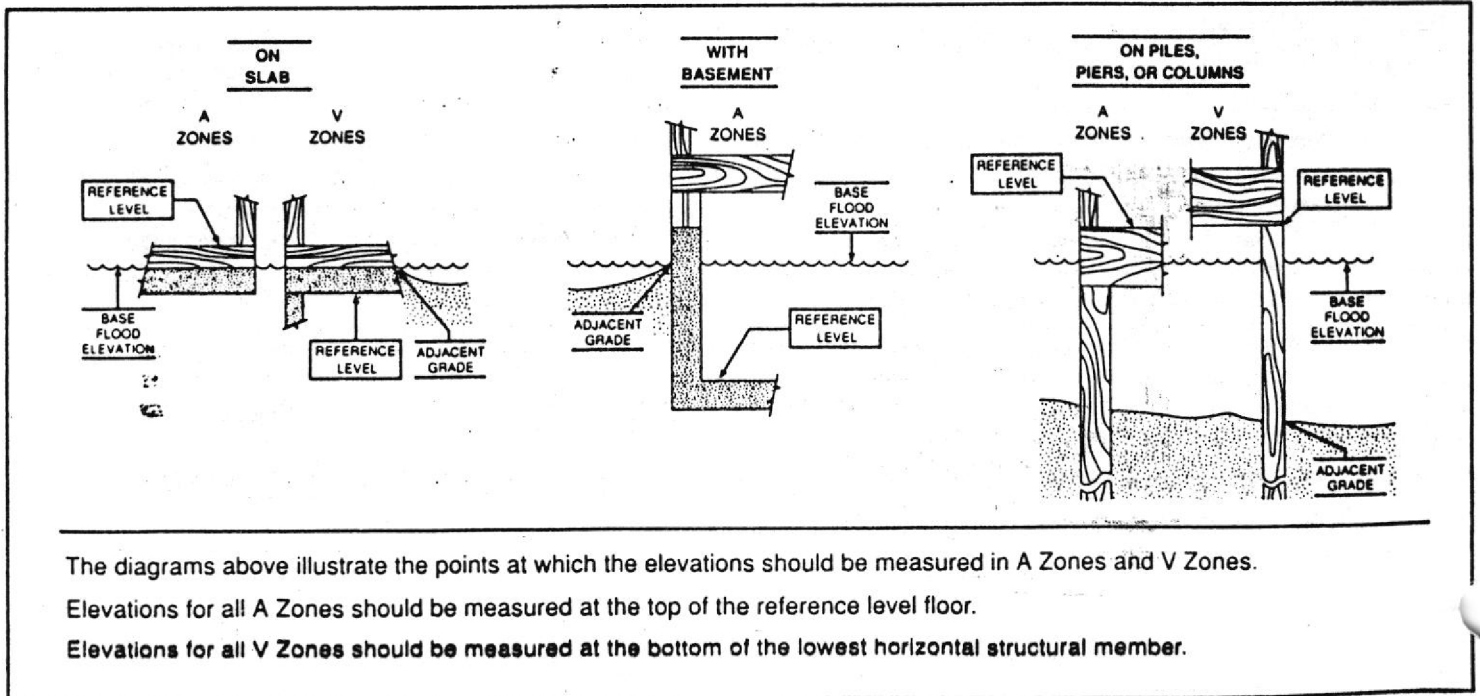 ON
SLAB
A
ZONES
V
ZONES
REFERENCE
LEVEL
BASE
FLOOD
ELEVATION
REFERENCE
LEVEL
ADJACENT
GRADE
WITH
BASEMENT
A
ZONES
BASE
FLOOD
ELEVATION
ADJACENT
GRADE
REFERENCE
LEVEL
ON PILES,
PIERS, OR COLUMNS
A
ZONES
V
ZONES
REFERENCE
LEVEL
REFERENCE
LEVEL
BASE
FLOOD
ELEVATION
ADJACENT
GRADE
The diagrams above illustrate the points at which the elevations should be measured in A Zones and V Zones.
Elevations for all A Zones should be measured at the top of the reference level floor.
Elevations for all V Zones should be measured at the bottom of the lowest horizontal structural member.